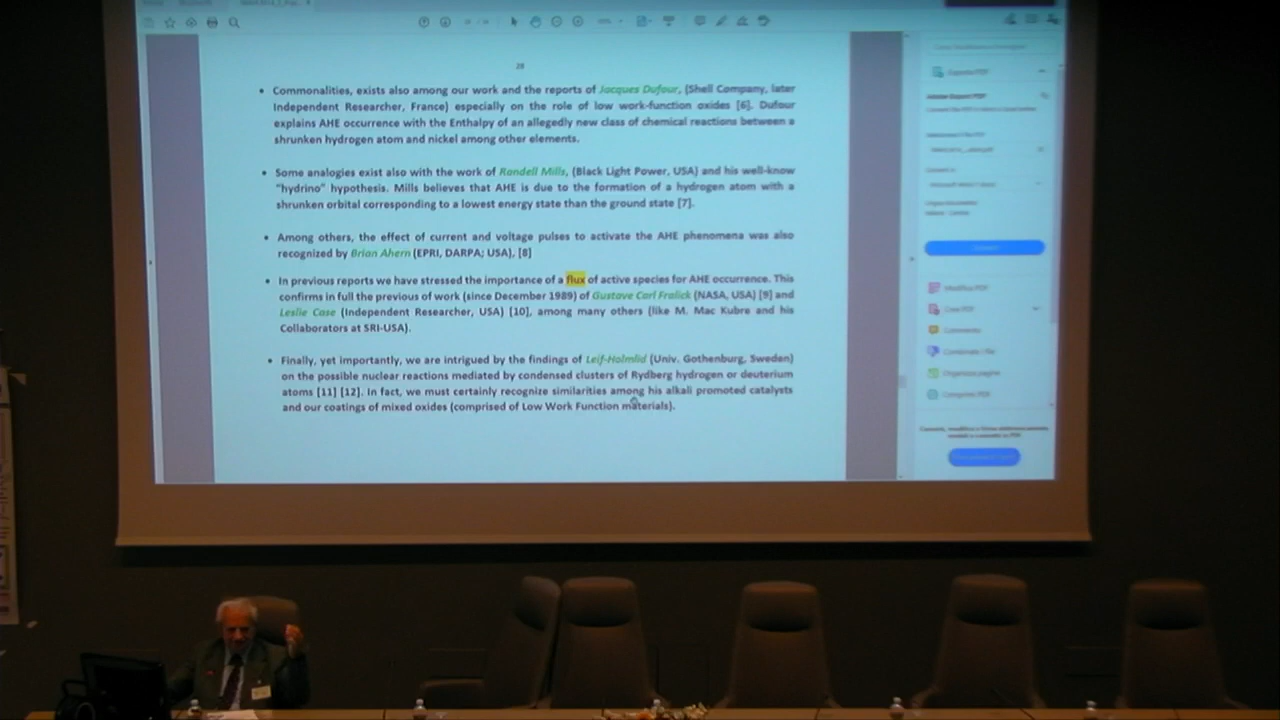 28
• Commonalities, exists also among our work and the reports of Jacques Dufour, (Shell Company, later
Independent Researcher, France) especially on the role of low work-function oxides [6]. Dufour
explains AHE occurrence with the Enthalpy of an allegedly new class of chemical reactions between a
shrunken hydrogen atom and nickel among other elements.
• Some analogies exist also with the work of Randell Mills, (Black Light Power, USA) and his well-know
"hydrino" hypothesis. Mills believes that AHE is due to the formation of a hydrogen atom with a
shrunken orbital corresponding to a lowest energy state than the ground state [7].
• Among others, the effect of current and voltage pulses to activate the AHE phenomena was also
recognized by Brian Ahern (EPRI, DARPA; USA), [8]
• In previous reports we have stressed the importance of a flux of active species for AHE occurrence. This
confirms in full the previous of work (since December 1989) of Gustave Carl Fralick (NASA, USA) [9] and
Leslie Case (Independent Researcher, USA) [10], among many others (like M. Mac Kubre and his
Collaborators at SRI-USA).
• Finally, yet importantly, we are intrigued by the findings of Leif-Holmlid (Univ. Gothenburg, Sweden)
on the possible nuclear reactions mediated by condensed clusters of Rydberg hydrogen or deuterium
atoms [11] [12]. In fact, we must certainly recognize similarities among his alkali promoted catalysts
and our coatings of mixed oxides (comprised of Low Work Function materials).